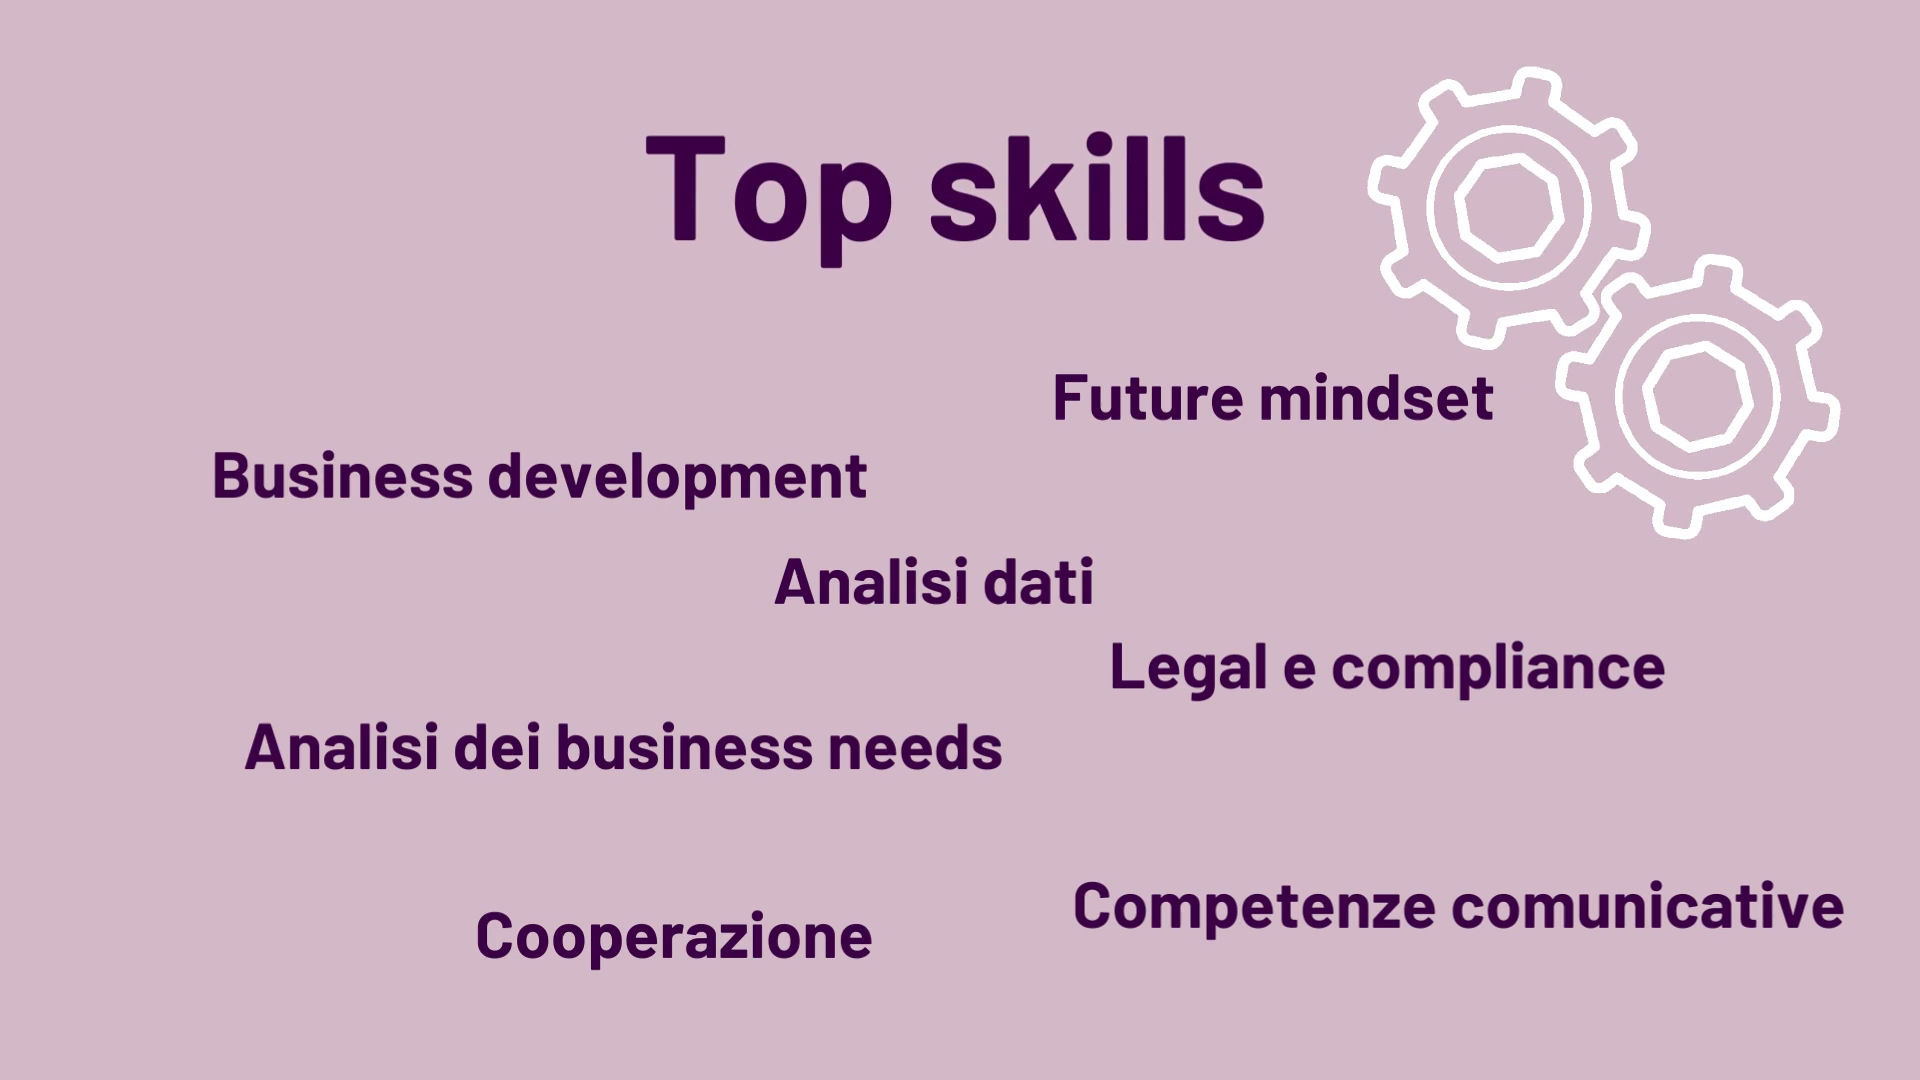 Top skills
Future mindset
Business development
Analisi dati
Legal e compliance
Analisi dei business needs
Competenze comunicative
Cooperazione